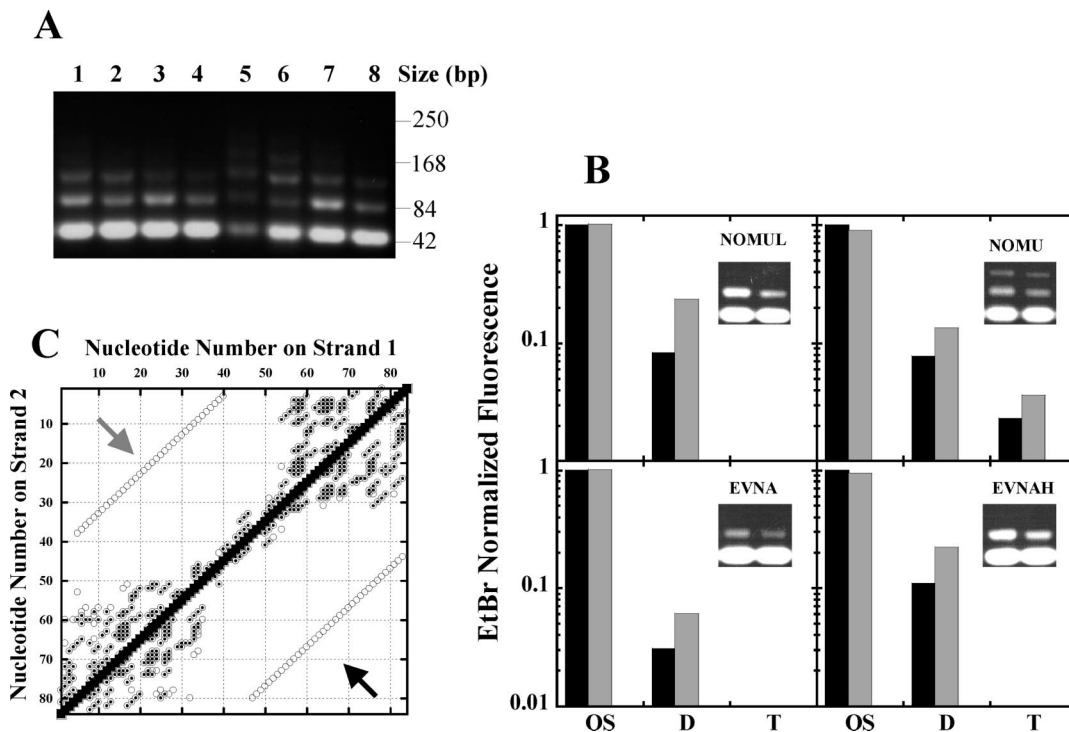 A
1 2 3 4 5 6 7 8 Size (bp)
250
168
84
42
B
EtBr Normalized Fluorescence
1
0.1
1
0.1
0.01
NOMUL
NOMU
EVNA
EVNAH
OS D T OS D T
C
Nucleotide Number on Strand 1
10 20 30 40 50 60 70 80
Nucleotide Number on Strand 2
10
20
30
40
50
60
70
80